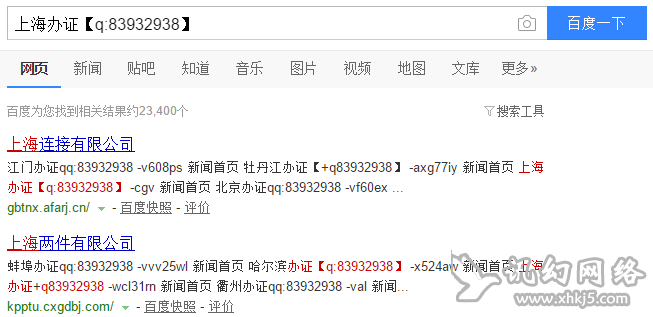 上海办证【q:83932938】 百度一下
网页 新闻 贴吧 知道 音乐 图片 视频 地图 文库 更多»
百度为您找到相关结果约23,400个 搜索工具
上海连接有限公司
江门办证qq:83932938 -v608ps 新闻首页 牡丹江办证【+q83932938】 -axg77iy 新闻首页 上海
办证【q:83932938】 -cgv 新闻首页 北京办证qq:83932938 -vf60ex ...
gbtnx.afarj.cn/ - 百度快照 - 评价
上海两件有限公司
蚌埠办证qq:83932938 -vvv25wl 新闻首页 哈尔滨办证【q:83932938】 -x524aw 新闻首页 上海
办证+q83932938 -wcl31rn 新闻首页 衢州办证qq:83932938 -val 新闻...
kpptu.cxgdbj.com/ - 百度快照 - 评价
讯幻网络
www.xhkj5.com